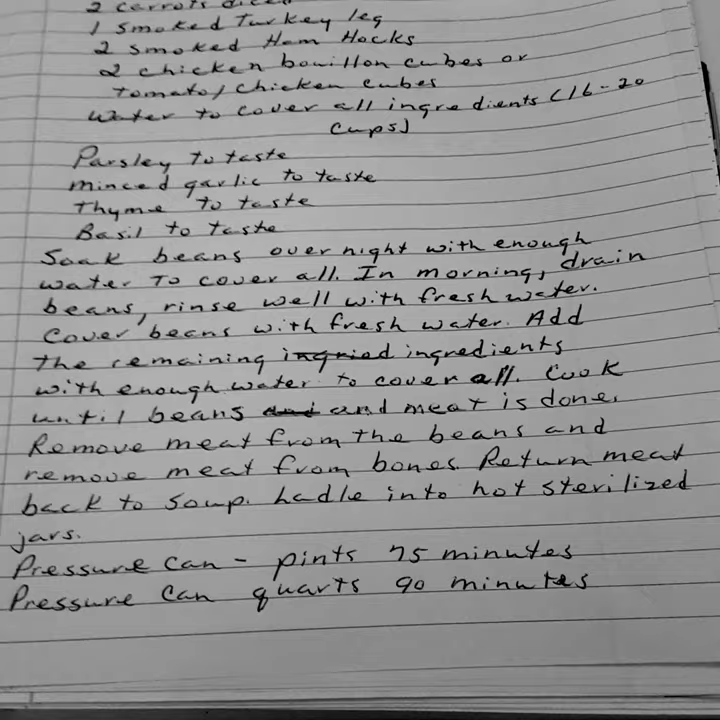 2 carrots diced
1 smoked Turkey leg
2 smoked Ham Hocks
2 chicken bouillon cubes or
tomato/chicken cubes
water to cover all ingredients (16-20
cups)
Parsley to taste
minced garlic to taste
Thyme to taste
Basil to taste
Soak beans over night with enough
water To cover all. In morning, drain
beans, rinse well with fresh water.
Cover beans with fresh water. Add
the remaining ingried ingredients
with enough water to cover all. Cook
until beans and and meat is done.
Remove meat from the beans and
remove meat from bones. Return meat
back to soup. hadle into hot sterilized
jars.
Pressure can - pints 75 minutes
Pressure can quarts 90 minutes